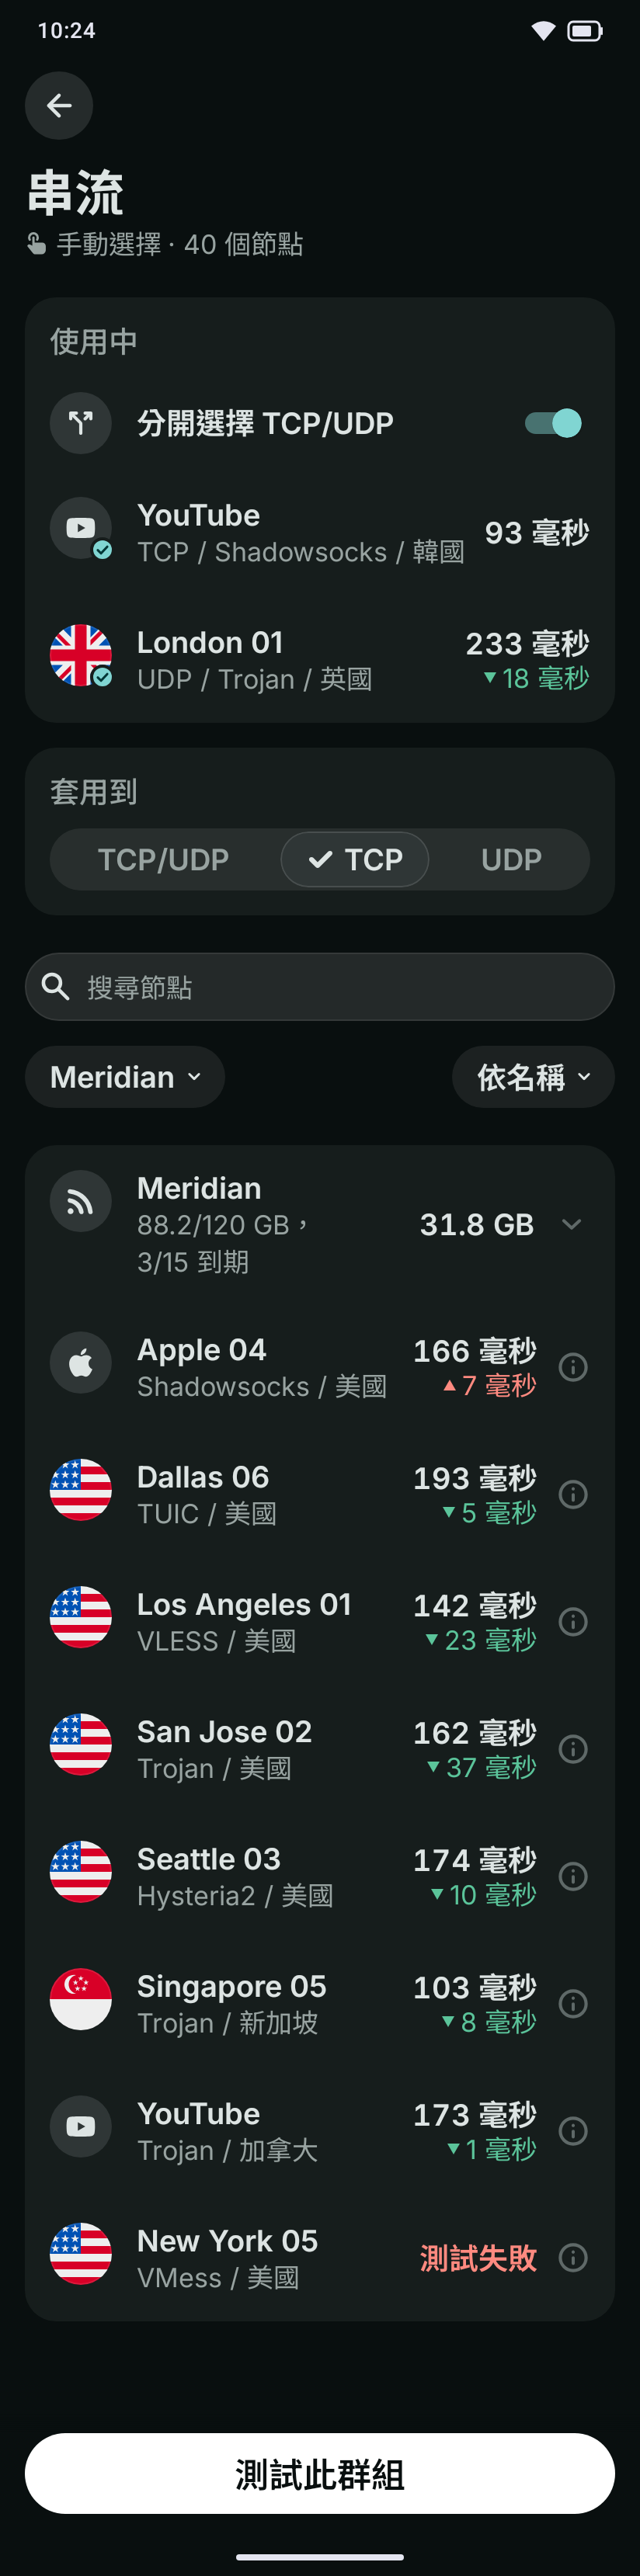 10:24
串流
手動選擇 · 40 個節點
使用中
分開選擇 TCP/UDP
YouTube
93 毫秒
TCP / Shadowsocks / 韓國
London 01
233 毫秒
UDP / Trojan / 英國
▼18 毫秒
套用到
TCP/UDP
TCP
UDP
搜尋節點
Meridian
依名稱
Meridian
88.2/120 GB，
3/15 到期
31.8 GB
Apple 04
166 毫秒
Shadowsocks / 美國
▲7 毫秒
Dallas 06
193 毫秒
TUIC / 美國
▼5 毫秒
Los Angeles 01
142 毫秒
VLESS / 美國
▼23 毫秒
San Jose 02
162 毫秒
Trojan / 美國
▼37 毫秒
Seattle 03
174 毫秒
Hysteria2 / 美國
▼10 毫秒
Singapore 05
103 毫秒
Trojan / 新加坡
▼8 毫秒
YouTube
173 毫秒
Trojan / 加拿大
▼1 毫秒
New York 05
測試失敗
VMess / 美國
測試此群組